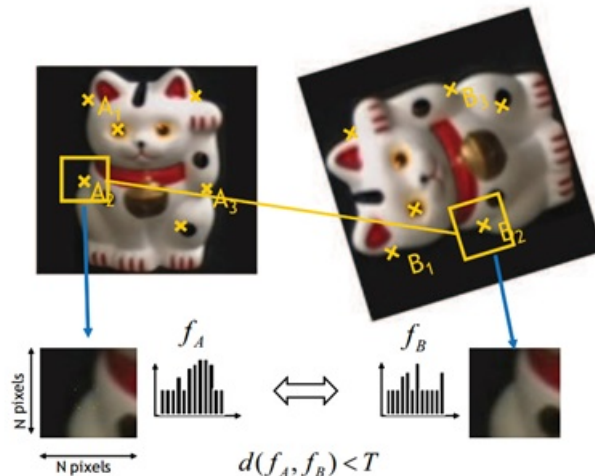 A₁
A₂
A₃
B₃
B₁
B₂
f_A
f_B
N pixels
N pixels
d(f_A, f_B) < T